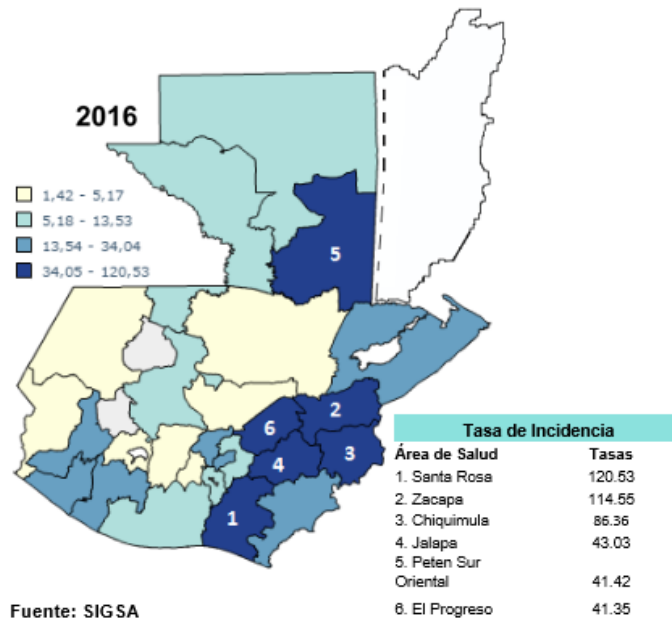 2016
1,42 - 5,17
5,18 - 13,53
13,54 - 34,04
34,05 - 120,53
5
2
6
3
4
1
Tasa de Incidencia
Área de Salud Tasas
1. Santa Rosa 120.53
2. Zacapa 114.55
3. Chiquimula 86.36
4. Jalapa 43.03
5. Peten Sur
Oriental 41.42
6. El Progreso 41.35
Fuente: SIGSA